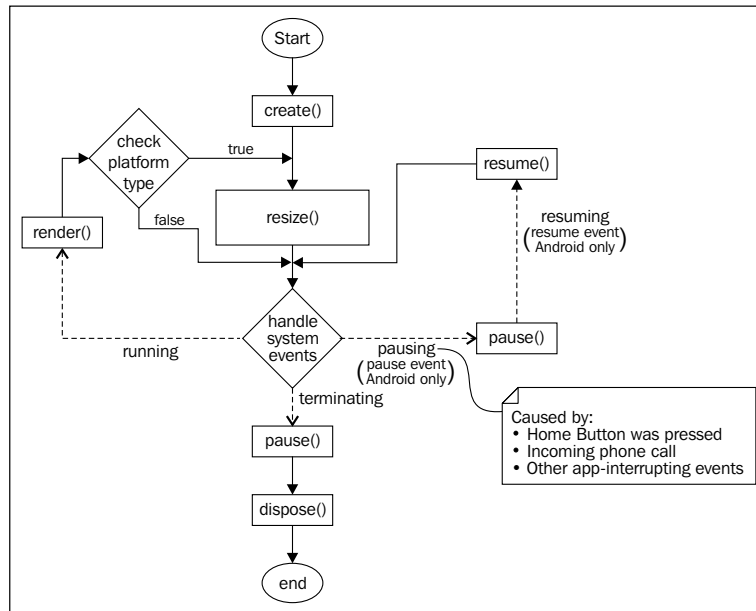 Start
create()
check
platform
type
true
false
resize()
resume()
render()
resuming
(resume event
Android only)
handle
system
events
running
pausing
(pause event
Android only)
pause()
terminating
pause()
Caused by:
• Home Button was pressed
• Incoming phone call
• Other app-interrupting events
dispose()
end